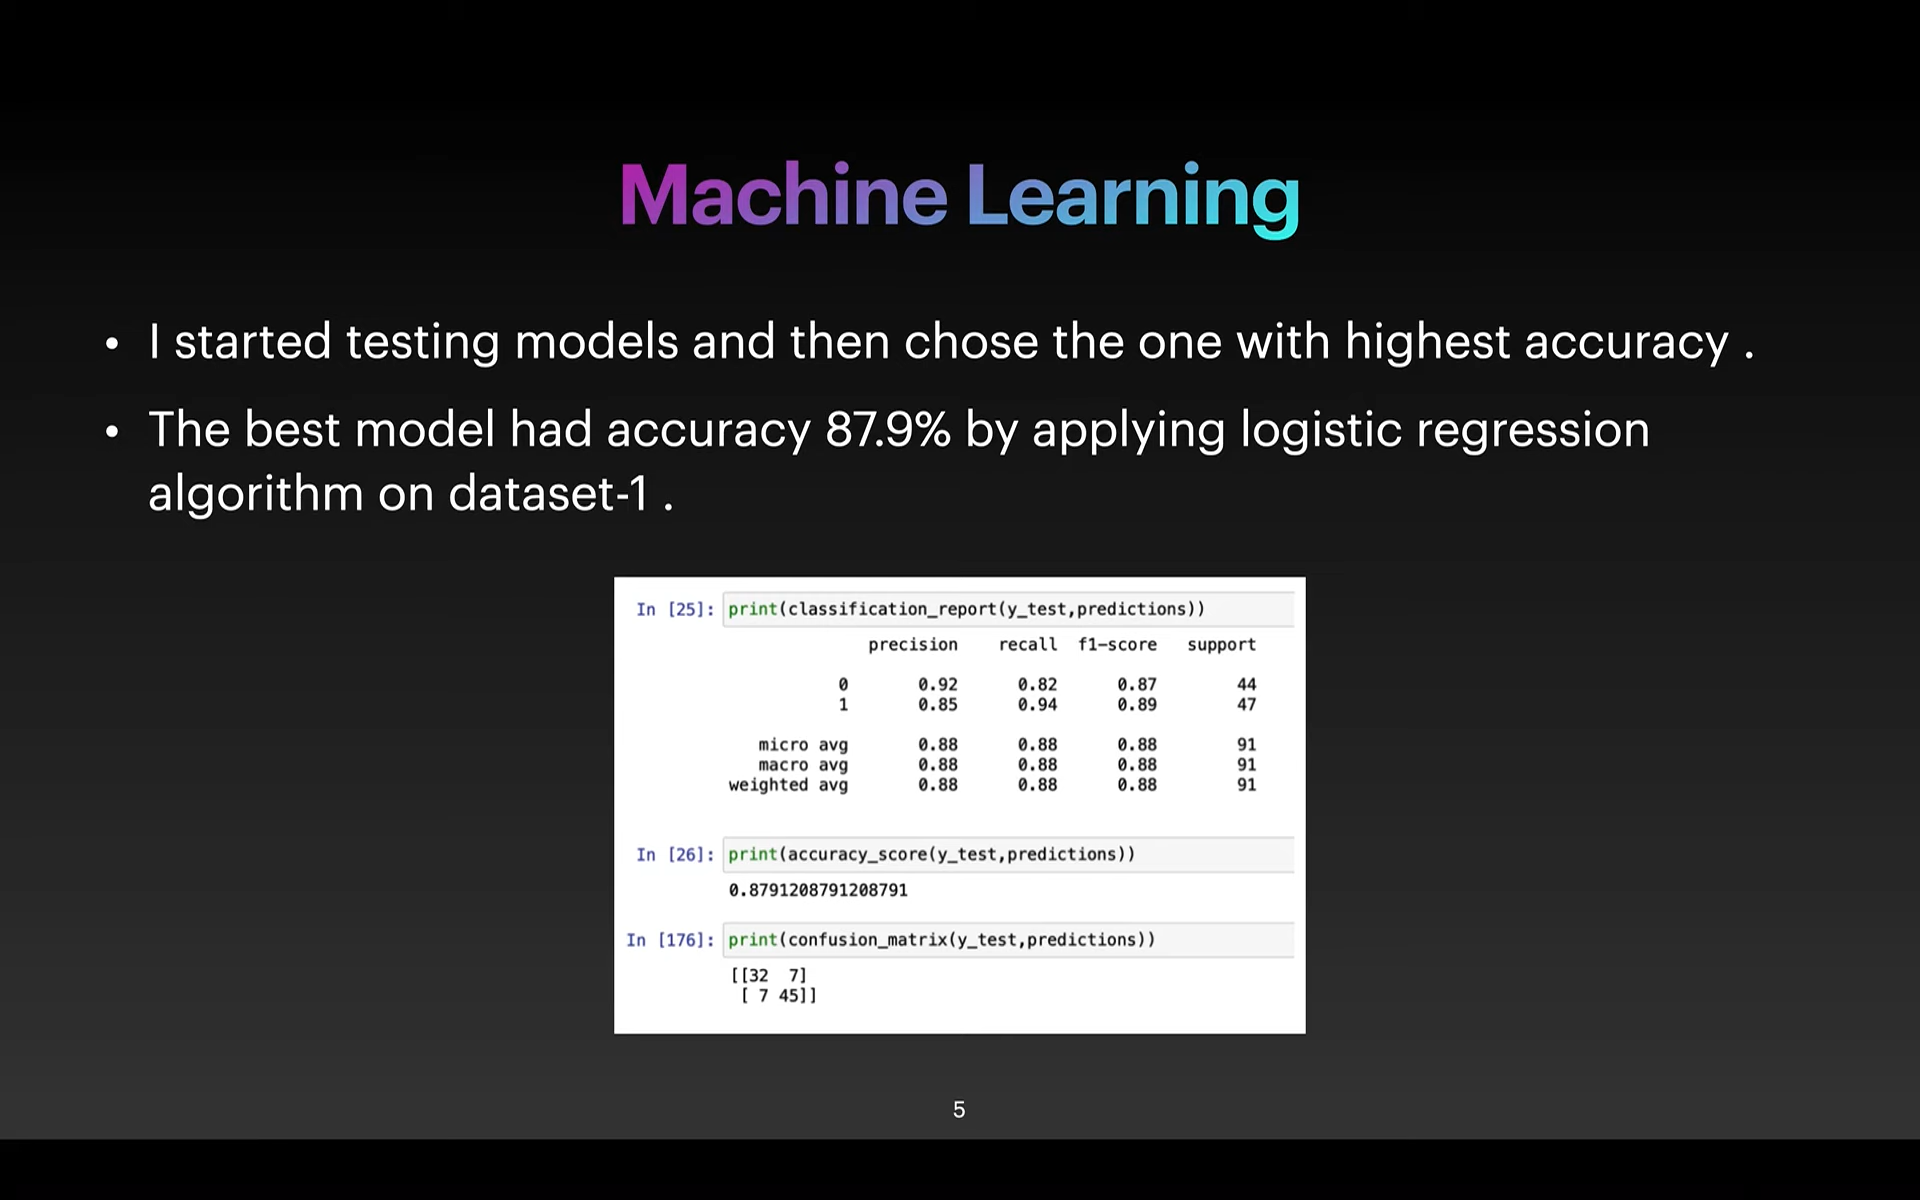 Machine Learning
• I started testing models and then chose the one with highest accuracy .
• The best model had accuracy 87.9% by applying logistic regression
algorithm on dataset-1 .
In [25]: print(classification_report(y_test,predictions))
precision recall f1-score support
0 0.92 0.82 0.87 44
1 0.85 0.94 0.89 47
micro avg 0.88 0.88 0.88 91
macro avg 0.88 0.88 0.88 91
weighted avg 0.88 0.88 0.88 91
In [26]: print(accuracy_score(y_test,predictions))
0.8791208791208791
In [176]: print(confusion_matrix(y_test,predictions))
[[32 7]
[ 7 45]]
5